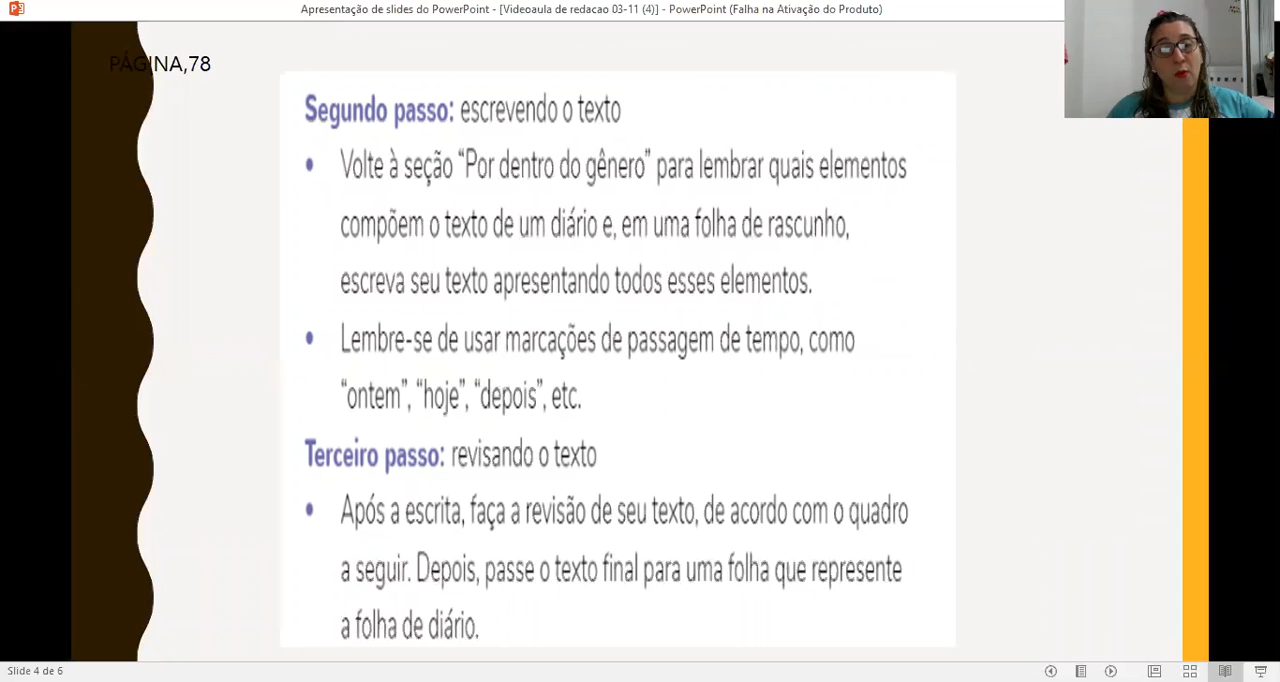 Apresentação de slides do PowerPoint - [Videoaula de redacao 03-11 (4)] - PowerPoint (Falha na Ativação do Produto)
PÁGINA,78
Segundo passo: escrevendo o texto
• Volte à seção “Por dentro do gênero” para lembrar quais elementos
compõem o texto de um diário e, em uma folha de rascunho,
escreva seu texto apresentando todos esses elementos.
• Lembre-se de usar marcações de passagem de tempo, como
“ontem”, “hoje”, “depois”, etc.
Terceiro passo: revisando o texto
• Após a escrita, faça a revisão de seu texto, de acordo com o quadro
a seguir. Depois, passe o texto final para uma folha que represente
a folha de diário.
Slide 4 de 6